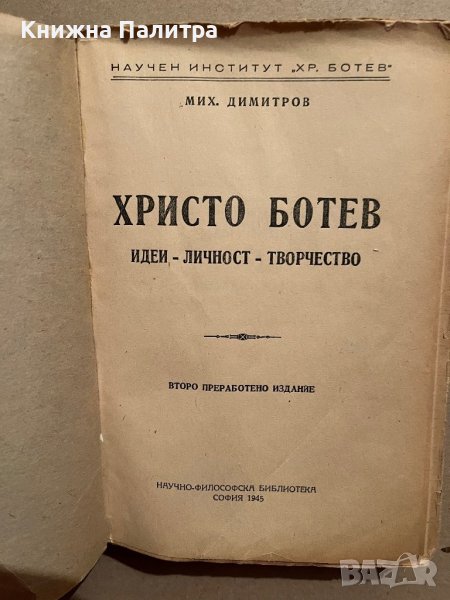 Книжна Палитра
НАУЧЕН ИНСТИТУТ „ХР. БОТЕВ"
МИХ. ДИМИТРОВ
ХРИСТО БОТЕВ
ИДЕИ - ЛИЧНОСТ - ТВОРЧЕСТВО
ВТОРО ПРЕРАБОТЕНО ИЗДАНИЕ
НАУЧНО-ФИЛОСОФСКА БИБЛИОТЕКА
СОФИЯ 1945
BAZAR